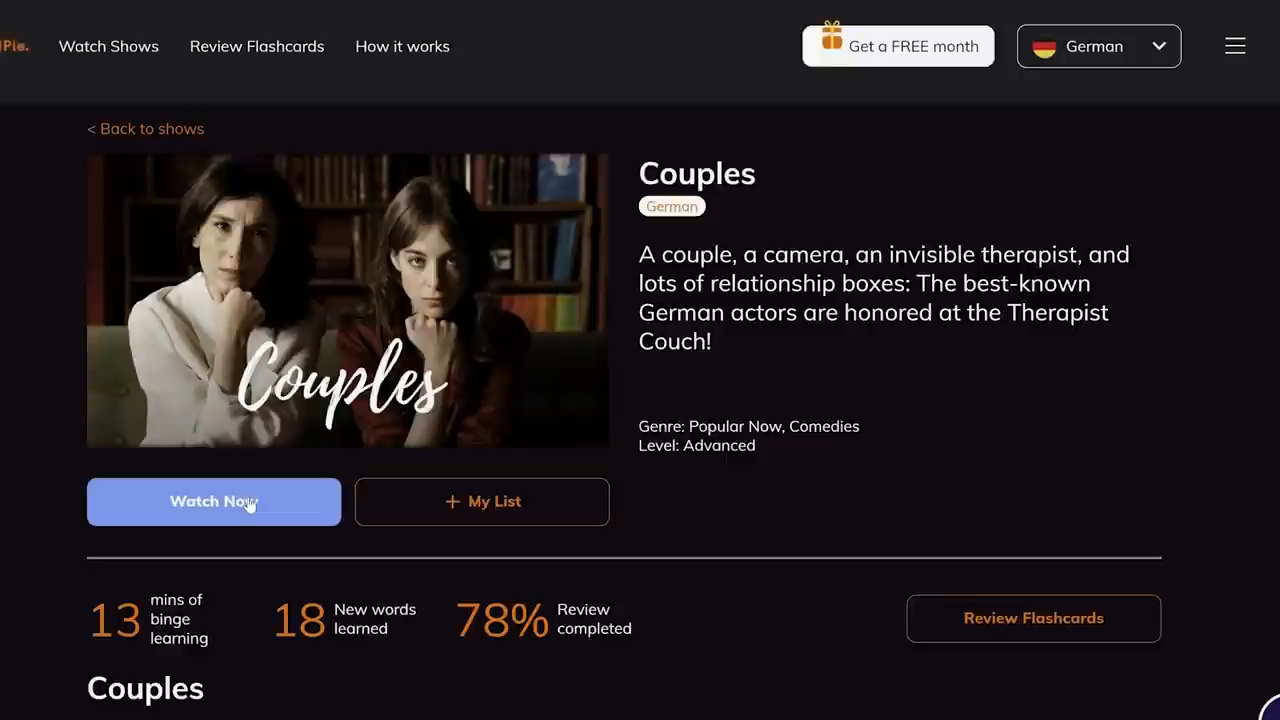 Pie.
Watch Shows
Review Flashcards
How it works
Get a FREE month
German
< Back to shows
Couples
Couples
German
A couple, a camera, an invisible therapist, and
lots of relationship boxes: The best-known
German actors are honored at the Therapist
Couch!
Genre: Popular Now, Comedies
Level: Advanced
Watch Now
+ My List
13
mins of
binge
learning
18
New words
learned
78%
Review
completed
Review Flashcards
Couples